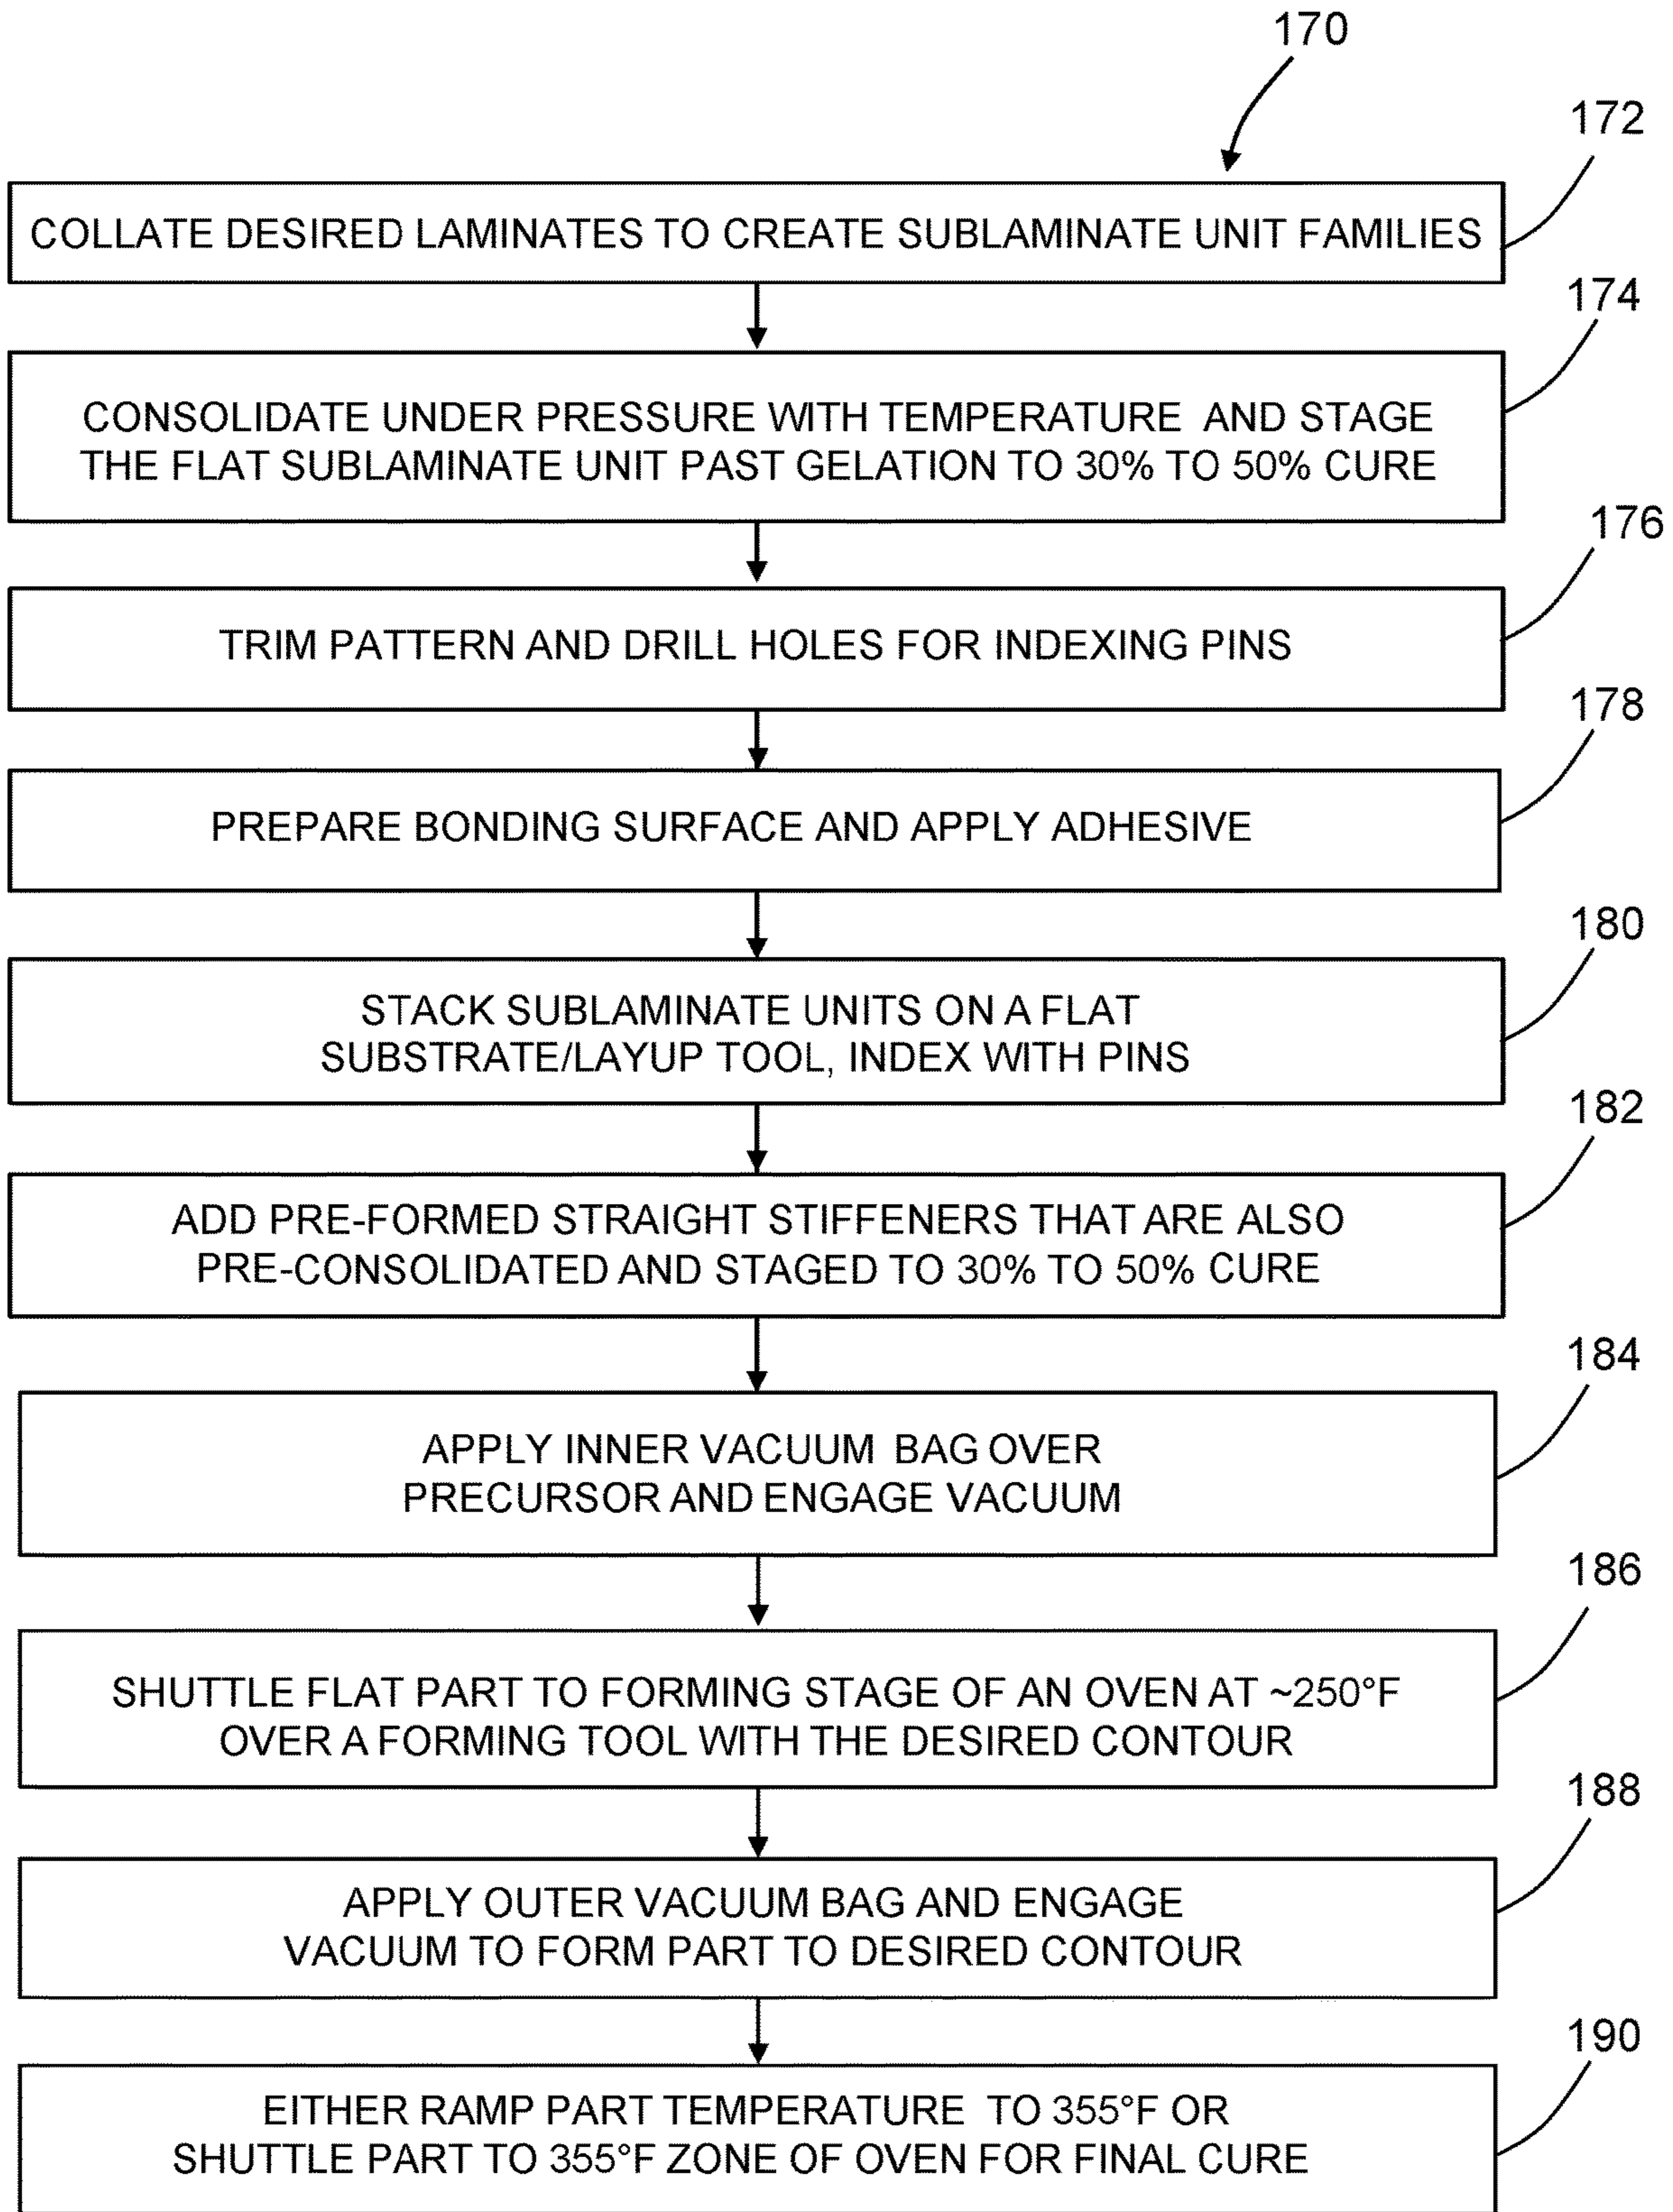 170
172
COLLATE DESIRED LAMINATES TO CREATE SUBLAMINATE UNIT FAMILIES
174
CONSOLIDATE UNDER PRESSURE WITH TEMPERATURE AND STAGE
THE FLAT SUBLAMINATE UNIT PAST GELATION TO 30% TO 50% CURE
176
TRIM PATTERN AND DRILL HOLES FOR INDEXING PINS
178
PREPARE BONDING SURFACE AND APPLY ADHESIVE
180
STACK SUBLAMINATE UNITS ON A FLAT
SUBSTRATE/LAYUP TOOL, INDEX WITH PINS
182
ADD PRE-FORMED STRAIGHT STIFFENERS THAT ARE ALSO
PRE-CONSOLIDATED AND STAGED TO 30% TO 50% CURE
184
APPLY INNER VACUUM BAG OVER
PRECURSOR AND ENGAGE VACUUM
186
SHUTTLE FLAT PART TO FORMING STAGE OF AN OVEN AT ~250°F
OVER A FORMING TOOL WITH THE DESIRED CONTOUR
188
APPLY OUTER VACUUM BAG AND ENGAGE
VACUUM TO FORM PART TO DESIRED CONTOUR
190
EITHER RAMP PART TEMPERATURE TO 355°F OR
SHUTTLE PART TO 355°F ZONE OF OVEN FOR FINAL CURE